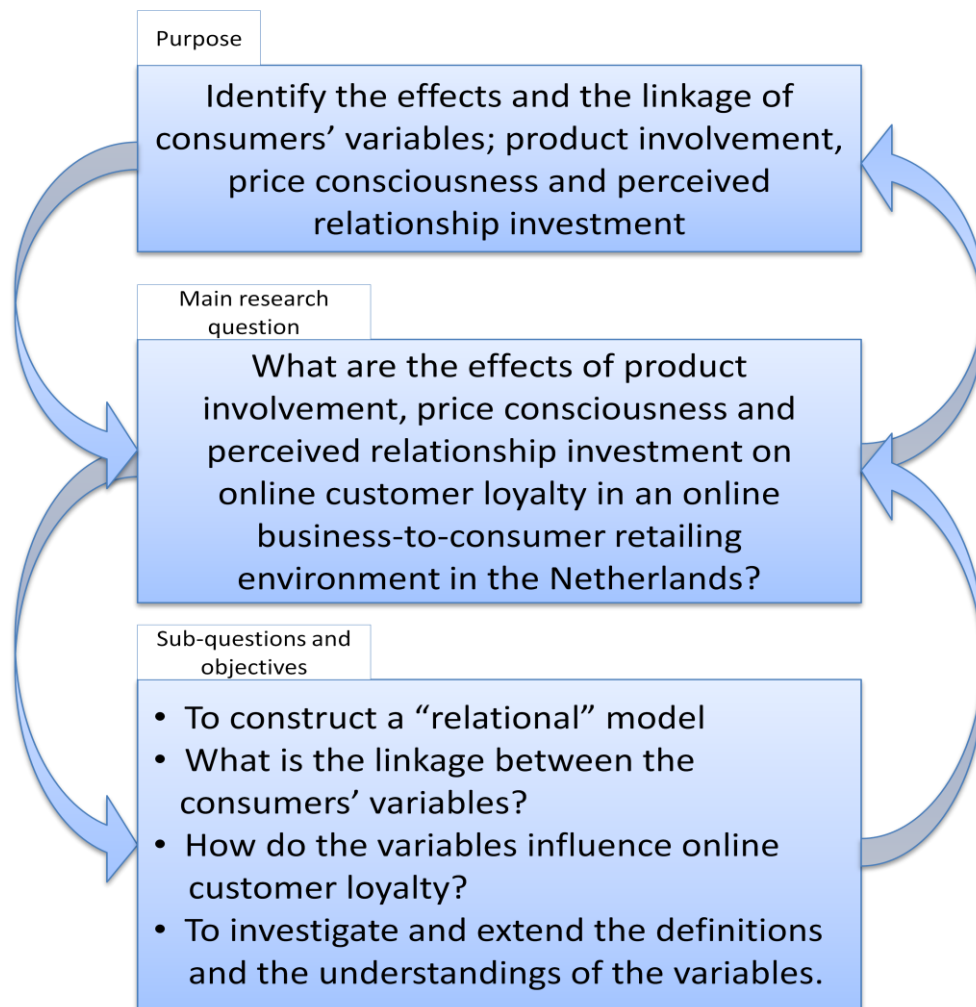 Purpose
Identify the effects and the linkage of
consumers’ variables; product involvement,
price consciousness and perceived
relationship investment
Main research
question
What are the effects of product
involvement, price consciousness and
perceived relationship investment on
online customer loyalty in an online
business-to-consumer retailing
environment in the Netherlands?
Sub-questions and
objectives
• To construct a “relational” model
• What is the linkage between the
consumers’ variables?
• How do the variables influence online
customer loyalty?
• To investigate and extend the definitions
and the understandings of the variables.